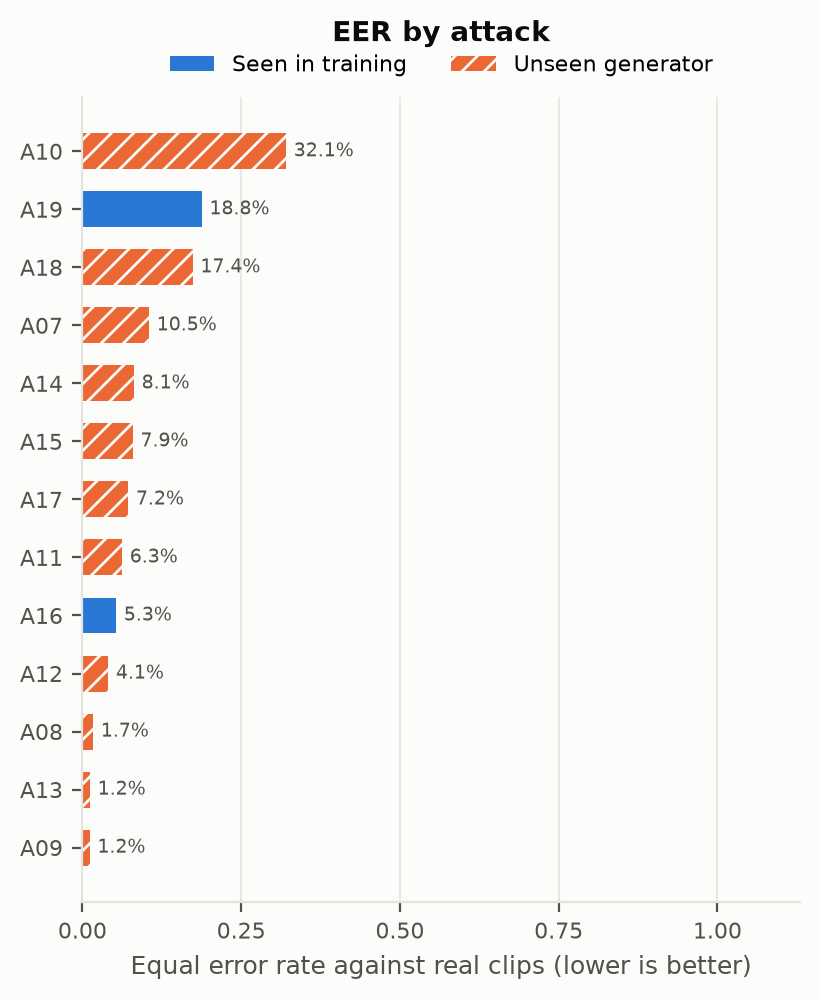 EER by attack
Seen in training Unseen generator
A10 32.1%
A19 18.8%
A18 17.4%
A07 10.5%
A14 8.1%
A15 7.9%
A17 7.2%
A11 6.3%
A16 5.3%
A12 4.1%
A08 1.7%
A13 1.2%
A09 1.2%
0.00 0.25 0.50 0.75 1.00
Equal error rate against real clips (lower is better)